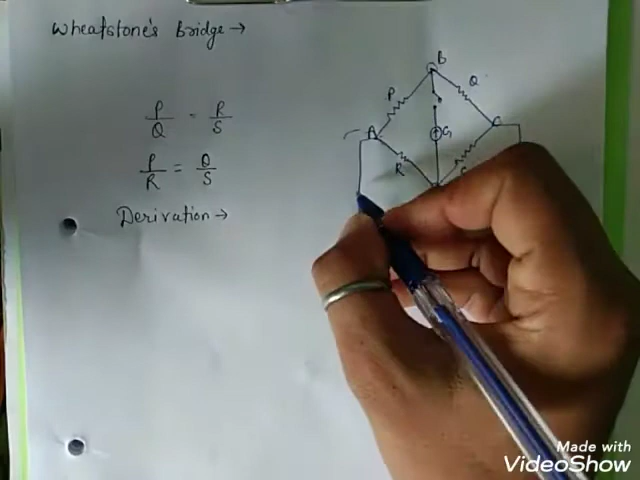 Wheatstone's Bridge →
P/Q = R/S
P/R = Q/S
Derivation →
B
P
Q
A
G
C
R
S
Made with
VideoShow